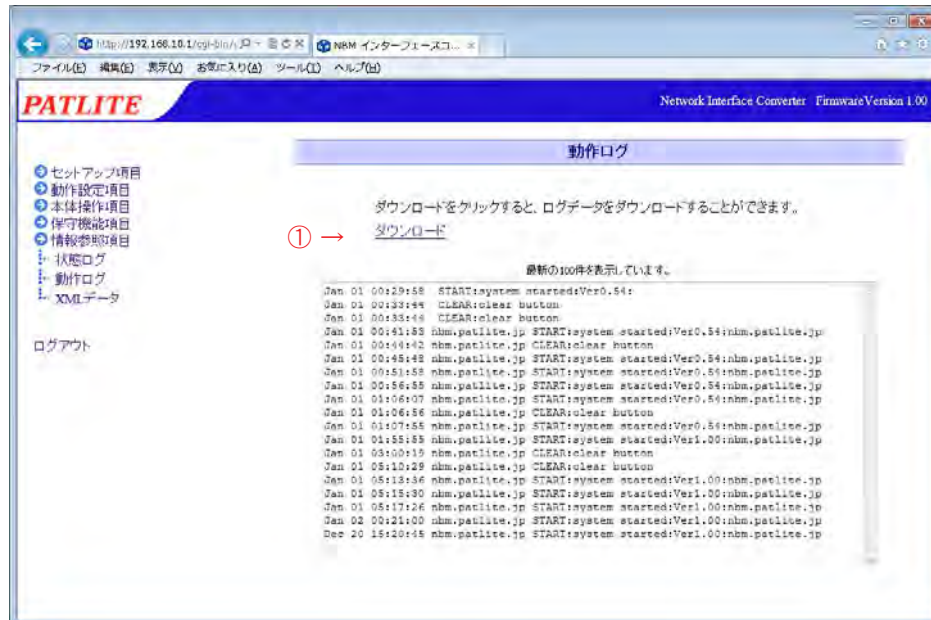 http://192.168.10.1/cgi-bin/
NBM インターフェースコ...
ファイル(E) 編集(E) 表示(V) お気に入り(A) ツール(T) ヘルプ(H)
PATLITE
Network Interface Converter FirmwareVersion 1.00
動作ログ
セットアップ項目
動作設定項目
本体操作項目
保守機能項目
情報参照項目
状態ログ
動作ログ
XMLデータ
ログアウト
ダウンロードをクリックすると、ログデータをダウンロードすることができます。
① → ダウンロード
最新の100件を表示しています。
Jan 01 00:29:58 START:system started:Ver0.54:
Jan 01 00:33:44 CLEAR:clear button
Jan 01 00:33:44 CLEAR:clear button
Jan 01 00:41:53 nbm.patlite.jp START:system started:Ver0.54:nbm.patlite.jp
Jan 01 00:44:42 nbm.patlite.jp CLEAR:clear button
Jan 01 00:45:48 nbm.patlite.jp START:system started:Ver0.54:nbm.patlite.jp
Jan 01 00:51:58 nbm.patlite.jp START:system started:Ver0.54:nbm.patlite.jp
Jan 01 00:56:55 nbm.patlite.jp START:system started:Ver0.54:nbm.patlite.jp
Jan 01 01:06:07 nbm.patlite.jp START:system started:Ver0.54:nbm.patlite.jp
Jan 01 01:06:56 nbm.patlite.jp CLEAR:clear button
Jan 01 01:07:55 nbm.patlite.jp START:system started:Ver0.54:nbm.patlite.jp
Jan 01 01:55:55 nbm.patlite.jp START:system started:Ver1.00:nbm.patlite.jp
Jan 01 03:00:19 nbm.patlite.jp CLEAR:clear button
Jan 01 05:10:29 nbm.patlite.jp CLEAR:clear button
Jan 01 05:13:36 nbm.patlite.jp START:system started:Ver1.00:nbm.patlite.jp
Jan 01 05:15:30 nbm.patlite.jp START:system started:Ver1.00:nbm.patlite.jp
Jan 01 05:17:26 nbm.patlite.jp START:system started:Ver1.00:nbm.patlite.jp
Jan 02 00:21:00 nbm.patlite.jp START:system started:Ver1.00:nbm.patlite.jp
Dec 20 15:20:45 nbm.patlite.jp START:system started:Ver1.00:nbm.patlite.jp